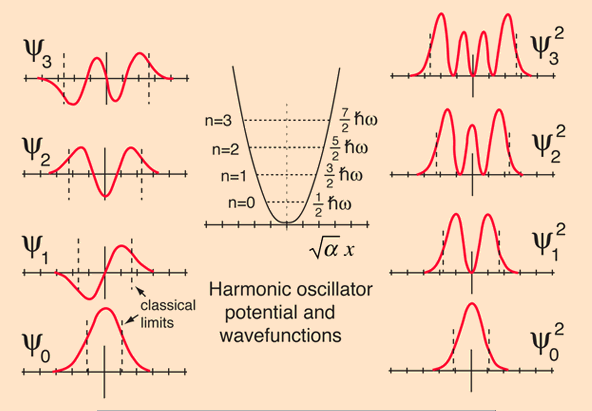 ψ₃
ψ₂
ψ₁
ψ₀
classical
limits
n=3
n=2
n=1
n=0
7/2 ħω
5/2 ħω
3/2 ħω
1/2 ħω
√α x
Harmonic oscillator
potential and
wavefunctions
ψ₃²
ψ₂²
ψ₁²
ψ₀²